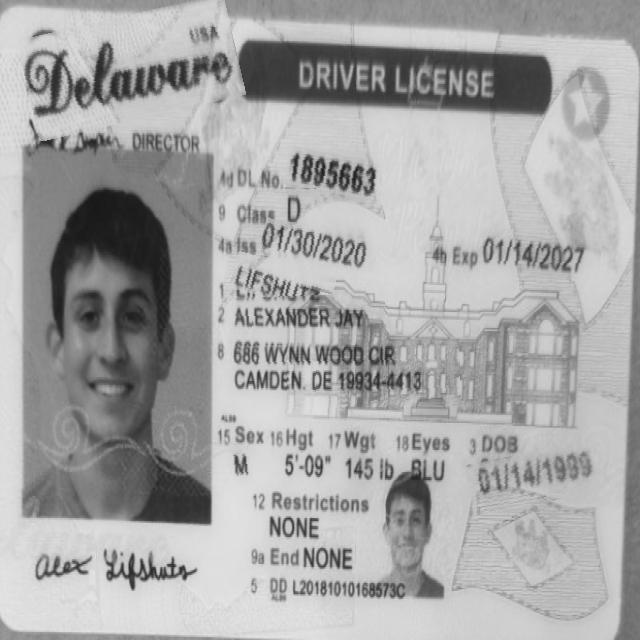 USA
Delaware
DRIVER LICENSE
DIRECTOR
4d DL No. 1895663
9 Class D
4a Iss 01/30/2020
4b Exp 01/14/2027
1 LIFSHUTZ
2 ALEXANDER JAY
8 686 WYNN WOOD CIR
CAMDEN, DE 19934-4413
15 Sex 16 Hgt 17 Wgt 18 Eyes 3 DOB
M 5'-09" 145 lb BLU 01/14/1999
12 Restrictions
NONE
9a End NONE
5 DD L20181010168573C
Alex Lifshutz